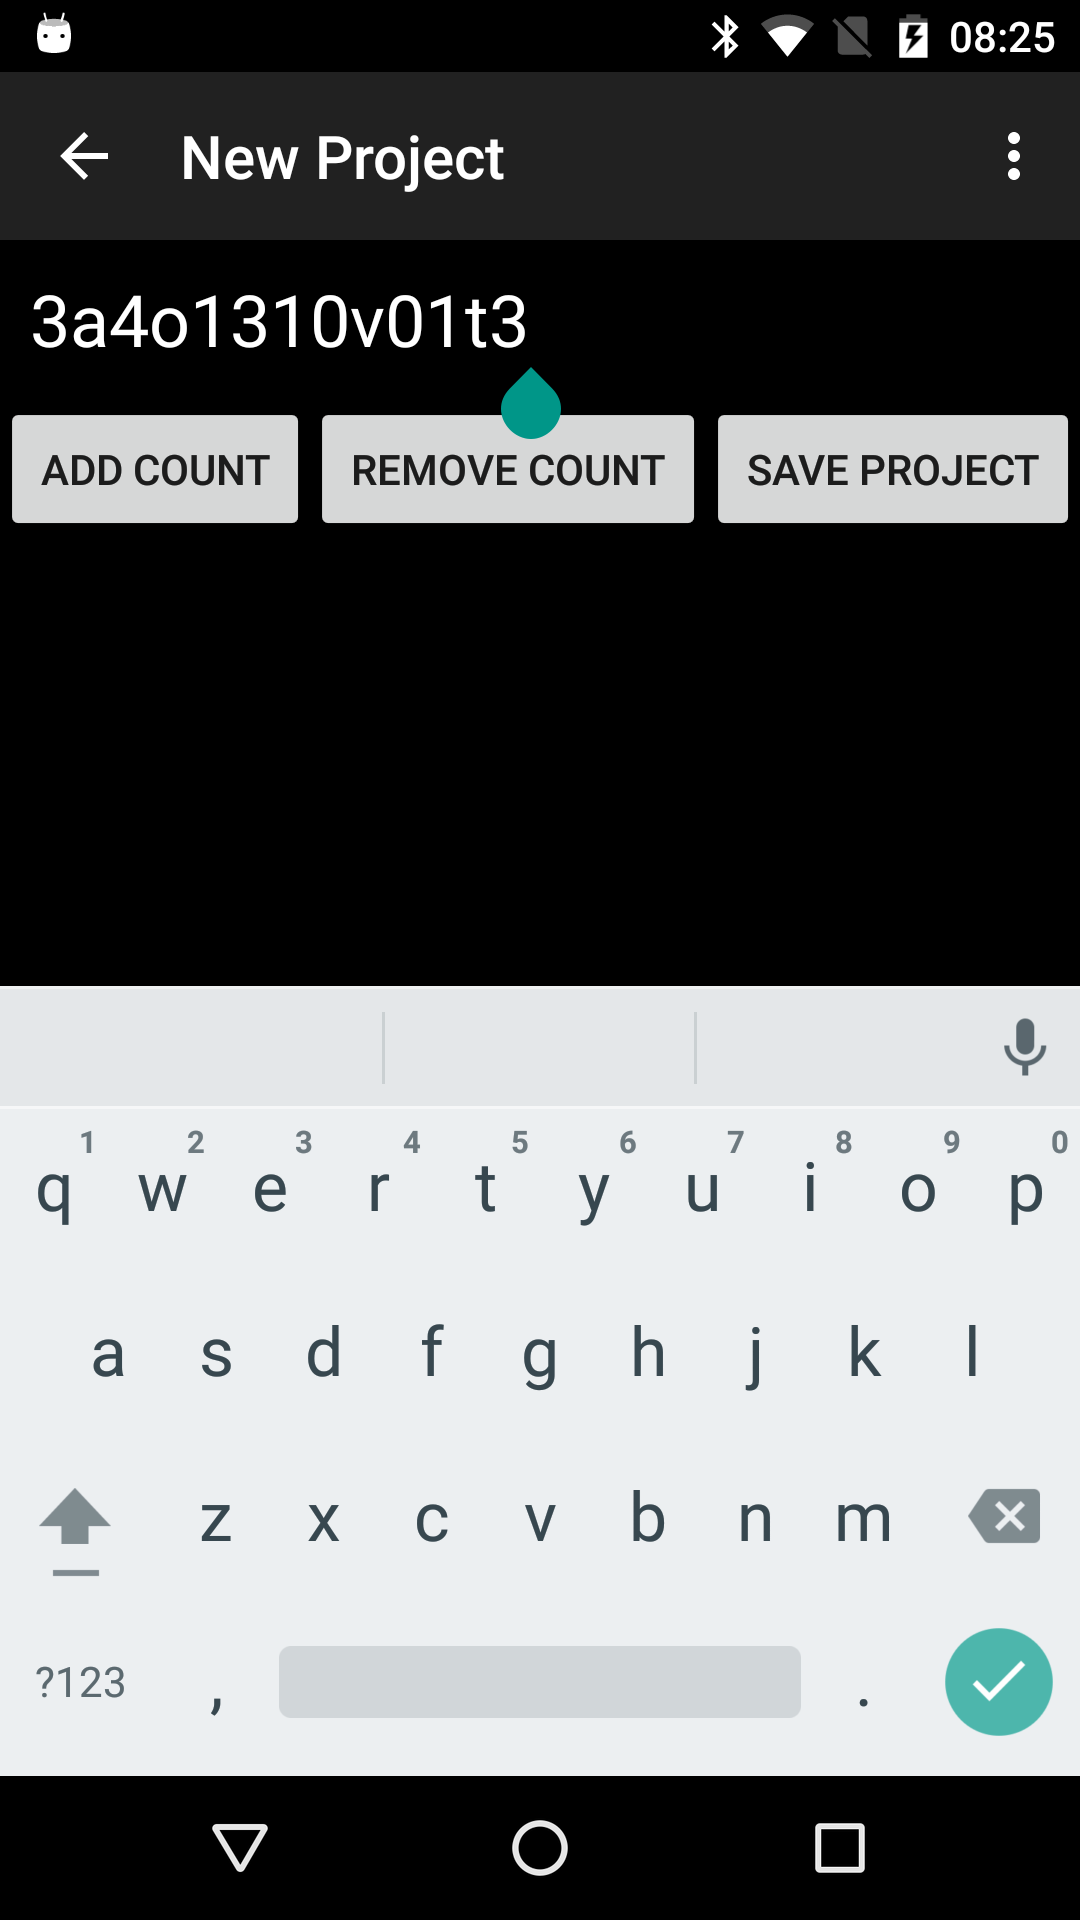 08:25
New Project
3a4o1310v01t3
ADD COUNT REMOVE COUNT SAVE PROJECT
1 2 3 4 5 6 7 8 9 0
q w e r t y u i o p
a s d f g h j k l
z x c v b n m
?123 , .